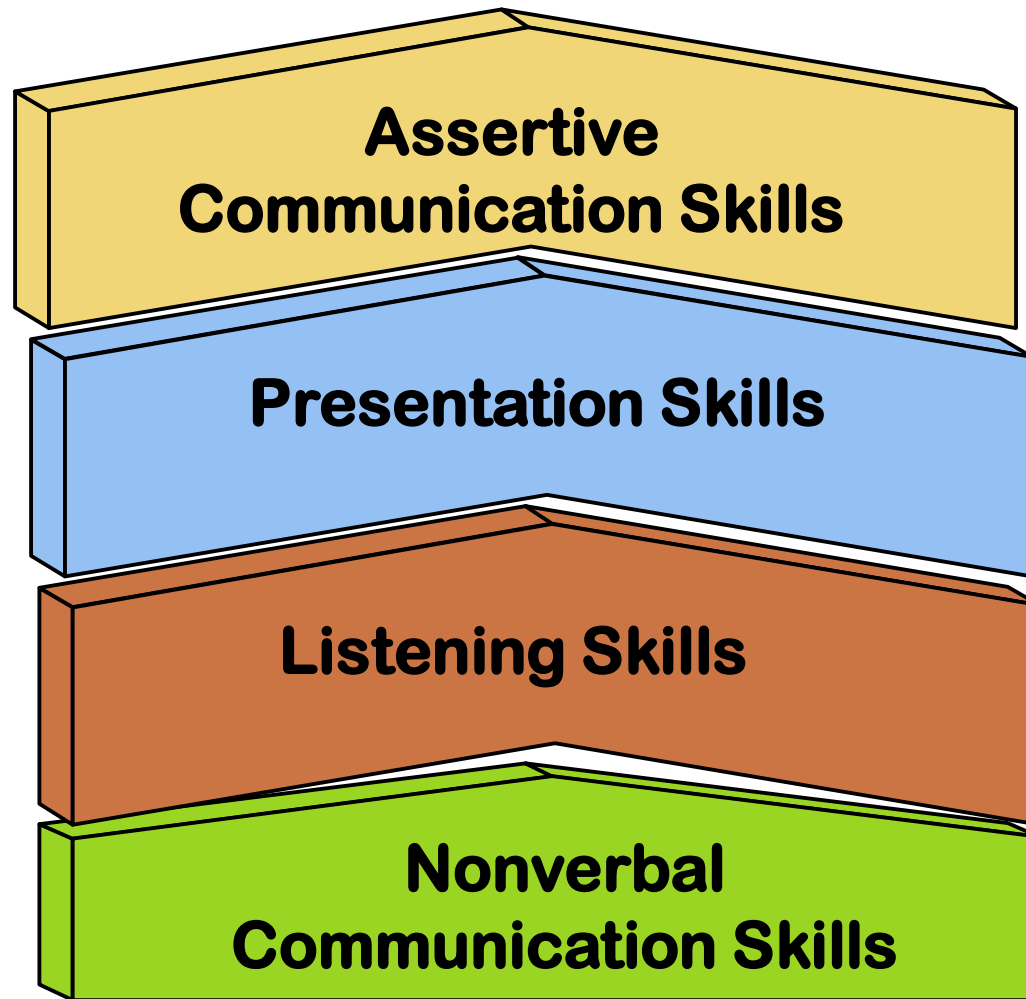 Assertive
Communication Skills
Presentation Skills
Listening Skills
Nonverbal
Communication Skills